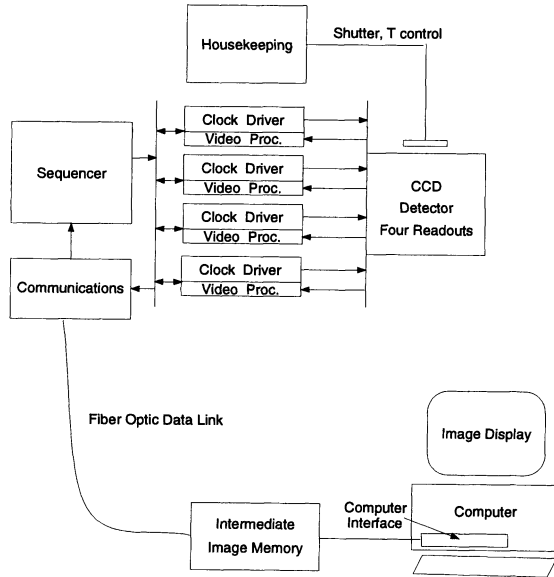 Housekeeping
Shutter, T control
Clock Driver
Video Proc.
Sequencer
Clock Driver
Video Proc.
CCD
Detector
Four Readouts
Clock Driver
Video Proc.
Communications
Clock Driver
Video Proc.
Fiber Optic Data Link
Image Display
Intermediate
Image Memory
Computer
Interface
Computer